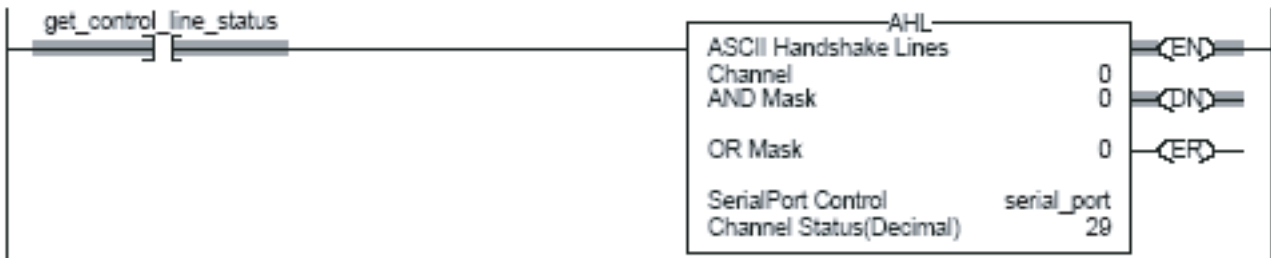 get_control_line_status
AHL
ASCII Handshake Lines
EN
Channel 0
AND Mask 0
DN
OR Mask 0
ER
SerialPort Control serial_port
Channel Status(Decimal) 29